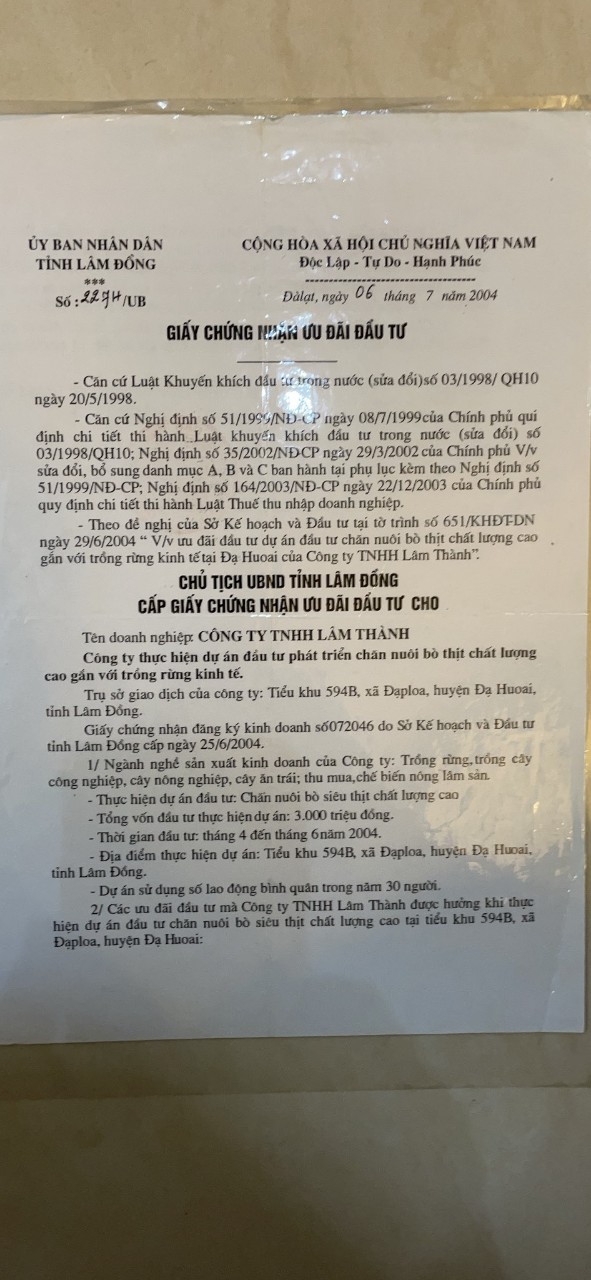 ỦY BAN NHÂN DÂN
TỈNH LÂM ĐỒNG
***
Số : 2274/UB
CỘNG HÒA XÃ HỘI CHỦ NGHĨA VIỆT NAM
Độc Lập - Tự Do - Hạnh Phúc
Đàlạt, ngày 06 tháng 7 năm 2004
GIẤY CHỨNG NHẬN ƯU ĐÃI ĐẦU TƯ
- Căn cứ Luật Khuyến khích đầu tư trong nước (sửa đổi)số 03/1998/ QH10
ngày 20/5/1998.
- Căn cứ Nghị định số 51/1999/NĐ-CP ngày 08/7/1999của Chính phủ qui
định chi tiết thi hành Luật khuyến khích đầu tư trong nước (sửa đổi) số
03/1998/QH10; Nghị định số 35/2002/NĐCP ngày 29/3/2002 của Chính phủ V/v
sửa đổi, bổ sung danh mục A, B và C ban hành tại phụ lục kèm theo Nghị định số
51/1999/NĐ-CP; Nghị định số 164/2003/NĐ-CP ngày 22/12/2003 của Chính phủ
quy định chi tiết thi hành Luật Thuế thu nhập doanh nghiệp.
- Theo đề nghị của Sở Kế hoạch và Đầu tư tại tờ trình số 651/KHĐT-DN
ngày 29/6/2004 “ V/v ưu đãi đầu tư dự án đầu tư chăn nuôi bò thịt chất lượng cao
gắn với trồng rừng kinh tế tại Đạ Huoai của Công ty TNHH Lâm Thành”.
CHỦ TỊCH UBND TỈNH LÂM ĐỒNG
CẤP GIẤY CHỨNG NHẬN ƯU ĐÃI ĐẦU TƯ CHO
Tên doanh nghiệp: CÔNG TY TNHH LÂM THÀNH
Công ty thực hiện dự án đầu tư phát triển chăn nuôi bò thịt chất lượng
cao gắn với trồng rừng kinh tế.
Trụ sở giao dịch của công ty: Tiểu khu 594B, xã Đạploa, huyện Đạ Huoai,
tỉnh Lâm Đồng.
Giấy chứng nhận đăng ký kinh doanh số072046 do Sở Kế hoạch và Đầu tư
tỉnh Lâm Đồng cấp ngày 25/6/2004.
1/ Ngành nghề sản xuất kinh doanh của Công ty: Trồng rừng, trồng cây
công nghiệp, cây nông nghiệp, cây ăn trái; thu mua,chế biến nông lâm sản.
- Thực hiện dự án đầu tư: Chăn nuôi bò siêu thịt chất lượng cao
- Tổng vốn đầu tư thực hiện dự án: 3.000 triệu đồng.
- Thời gian đầu tư: tháng 4 đến tháng 6 năm 2004.
- Địa điểm thực hiện dự án: Tiểu khu 594B, xã Đạploa, huyện Đạ Huoai,
tỉnh Lâm Đồng.
- Dự án sử dụng số lao động bình quân trong năm 30 người.
2/ Các ưu đãi đầu tư mà Công ty TNHH Lâm Thành được hưởng khi thực
hiện dự án đầu tư chăn nuôi bò siêu thịt chất lượng cao tại tiểu khu 594B, xã
Đạploa, huyện Đạ Huoai: